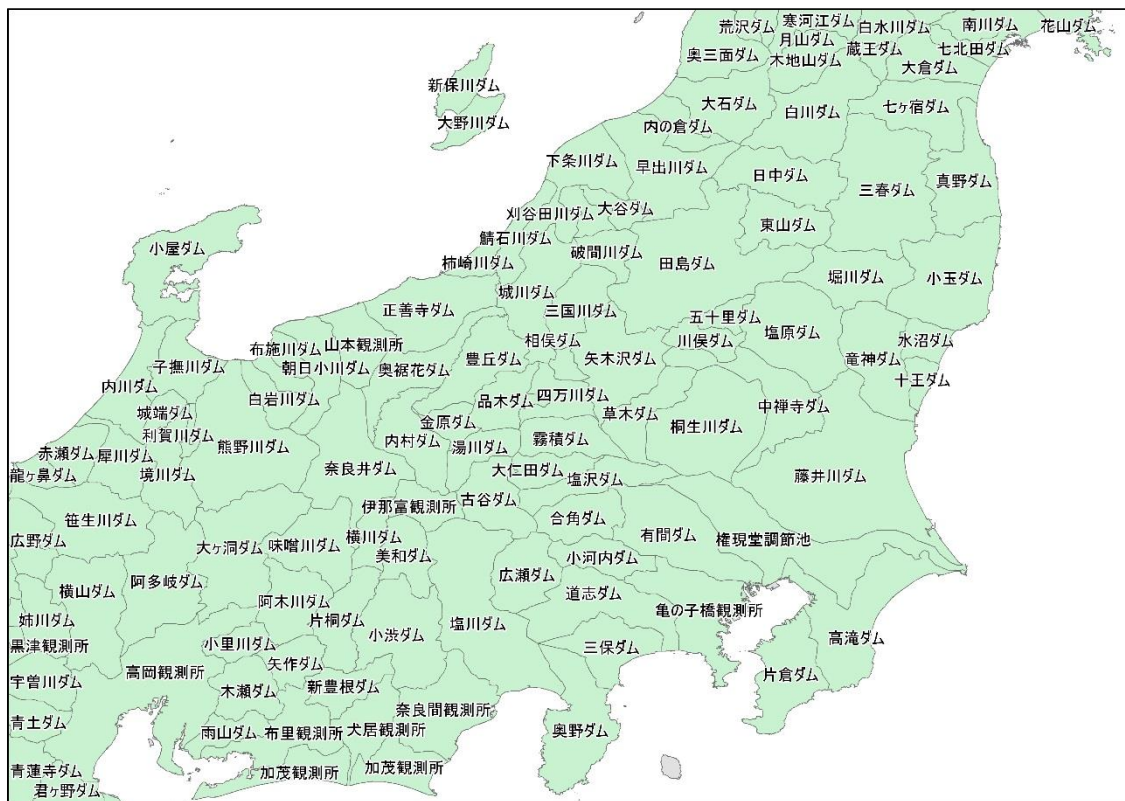 荒沢ダム
寒河江ダム
白水川ダム
南川ダム
花山ダム
月山ダム
奥三面ダム
木地山ダム
蔵王ダム
七北田ダム
大倉ダム
新保川ダム
大野川ダム
大石ダム
白川ダム
七ヶ宿ダム
内の倉ダム
下条川ダム
早出川ダム
日中ダム
三春ダム
真野ダム
刈谷田川ダム
大谷ダム
東山ダム
小屋ダム
鯖石川ダム
破間川ダム
柿崎川ダム
田島ダム
堀川ダム
小玉ダム
城川ダム
正善寺ダム
三国川ダム
五十里ダム
塩原ダム
布施川ダム
山本観測所
相俣ダム
川俣ダム
水沼ダム
子撫川ダム
朝日小川ダム
奥裾花ダム
豊丘ダム
矢木沢ダム
竜神ダム
内川ダム
十王ダム
白岩川ダム
品木ダム
四万川ダム
城端ダム
草木ダム
中禅寺ダム
金原ダム
桐生川ダム
利賀川ダム
熊野川ダム
内村ダム
湯川ダム
霧積ダム
赤瀬ダム
犀川ダム
龍ヶ鼻ダム
境川ダム
奈良井ダム
大仁田ダム
塩沢ダム
藤井川ダム
伊那富観測所
古谷ダム
笹生川ダム
合角ダム
広野ダム
大ヶ洞ダム
味噌川ダム
横川ダム
有間ダム
権現堂調節池
美和ダム
小河内ダム
横山ダム
阿多岐ダム
広瀬ダム
道志ダム
阿木川ダム
片桐ダム
亀の子橋観測所
姉川ダム
小渋ダム
塩川ダム
高滝ダム
黒津観測所
小里川ダム
三保ダム
高岡観測所
矢作ダム
片倉ダム
宇曽川ダム
木瀬ダム
新豊根ダム
奈良間観測所
青土ダム
雨山ダム
布里観測所
犬居観測所
奥野ダム
青蓮寺ダム
加茂観測所
加茂観測所
君ヶ野ダム